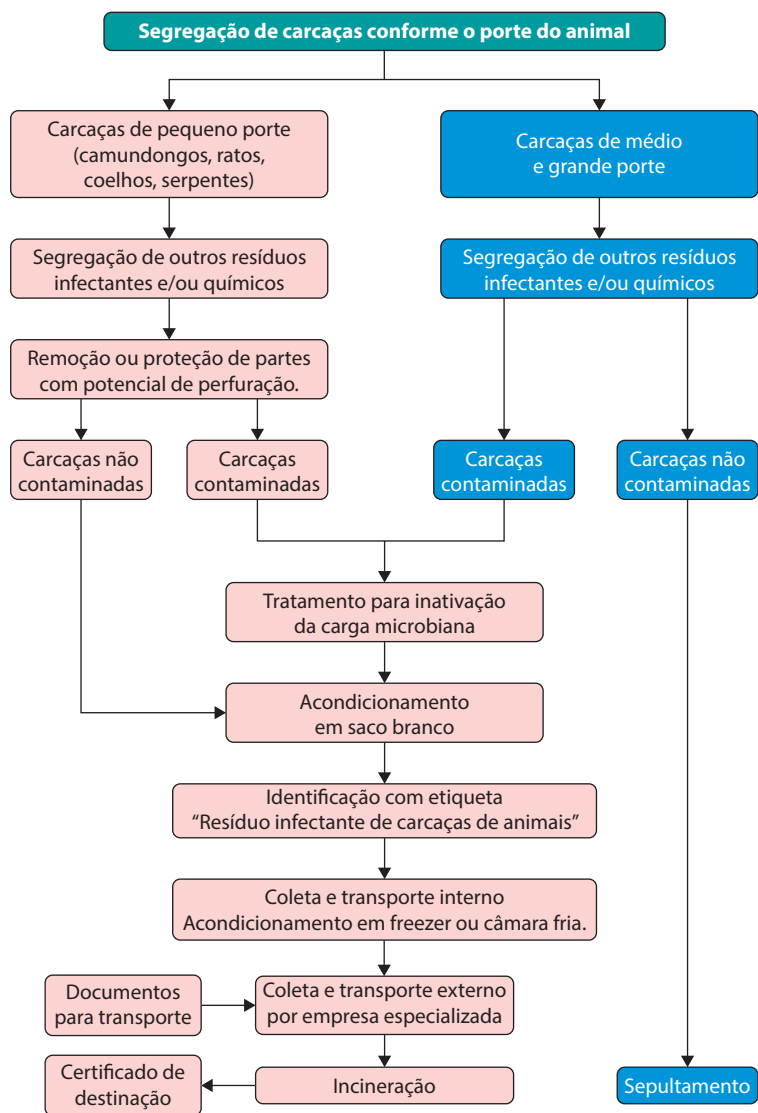 Segregação de carcaças conforme o porte do animal
Carcaças de pequeno porte
(camundongos, ratos,
coelhos, serpentes)
Carcaças de médio
e grande porte
Segregação de outros resíduos
infectantes e/ou químicos
Segregação de outros resíduos
infectantes e/ou químicos
Remoção ou proteção de partes
com potencial de perfuração.
Carcaças não
contaminadas
Carcaças
contaminadas
Carcaças
contaminadas
Carcaças não
contaminadas
Tratamento para inativação
da carga microbiana
Acondicionamento
em saco branco
Identificação com etiqueta
“Resíduo infectante de carcaças de animais”
Coleta e transporte interno
Acondicionamento em freezer ou câmara fria.
Documentos
para transporte
Coleta e transporte externo
por empresa especializada
Certificado de
destinação
Incineração
Sepultamento